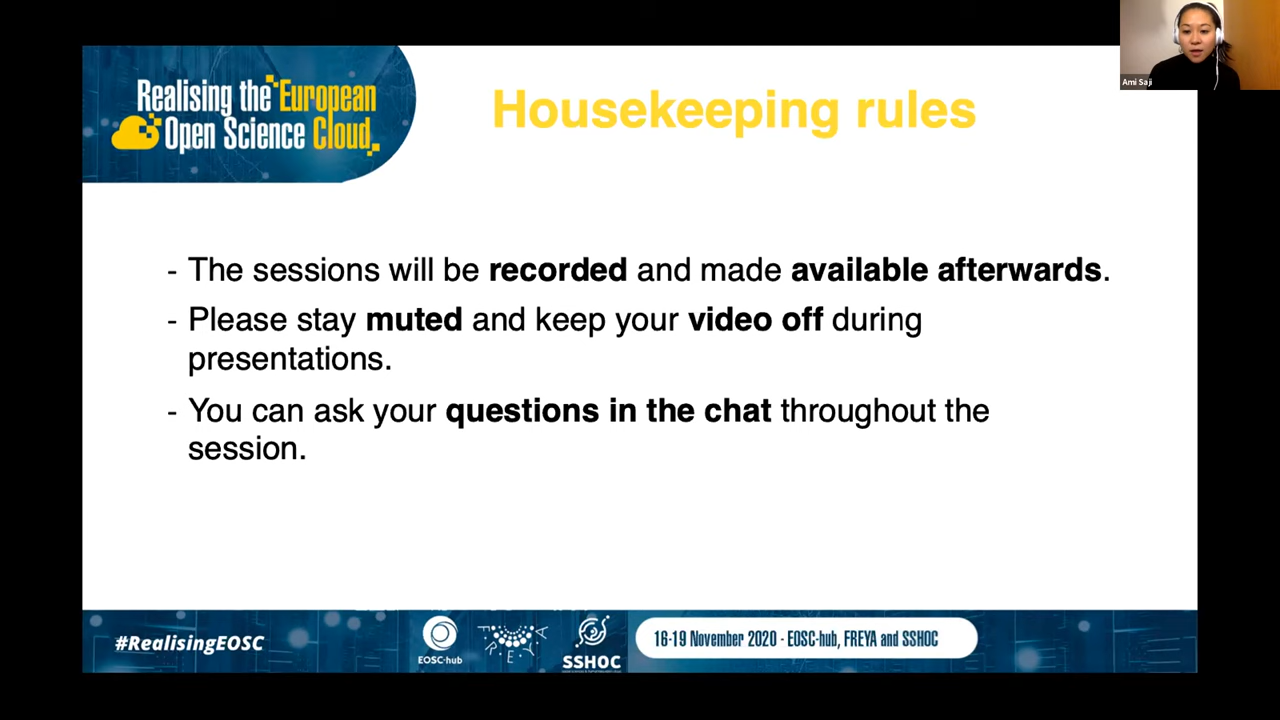 Realising the European
Open Science Cloud
Housekeeping rules
Ami Saji
- The sessions will be recorded and made available afterwards.
- Please stay muted and keep your video off during
presentations.
- You can ask your questions in the chat throughout the
session.
#RealisingEOSC
EOSC-hub
FREYA
SSHOC
16-19 November 2020 - EOSC-hub, FREYA and SSHOC